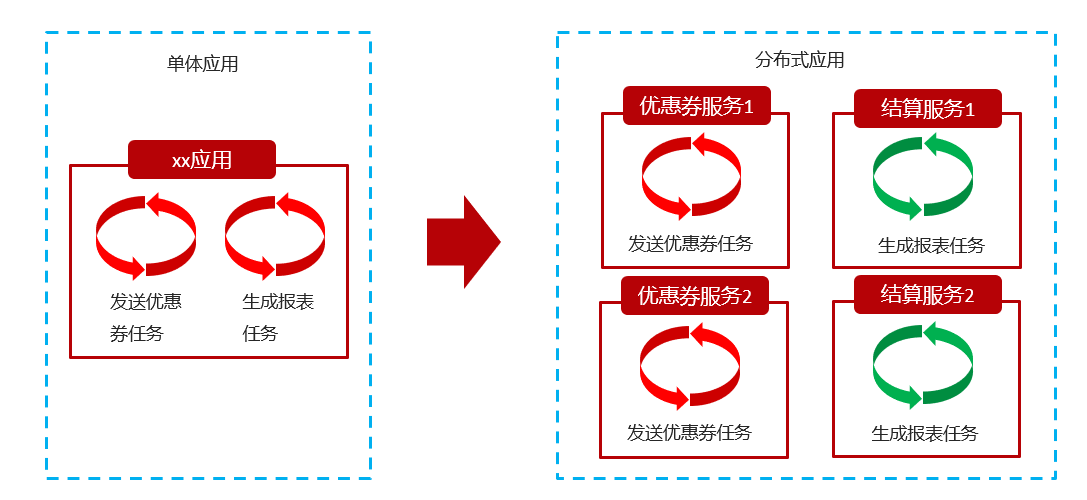 单体应用
xx应用
发送优惠
券任务
生成报表
任务
分布式应用
优惠券服务1
发送优惠券任务
结算服务1
生成报表任务
优惠券服务2
发送优惠券任务
结算服务2
生成报表任务